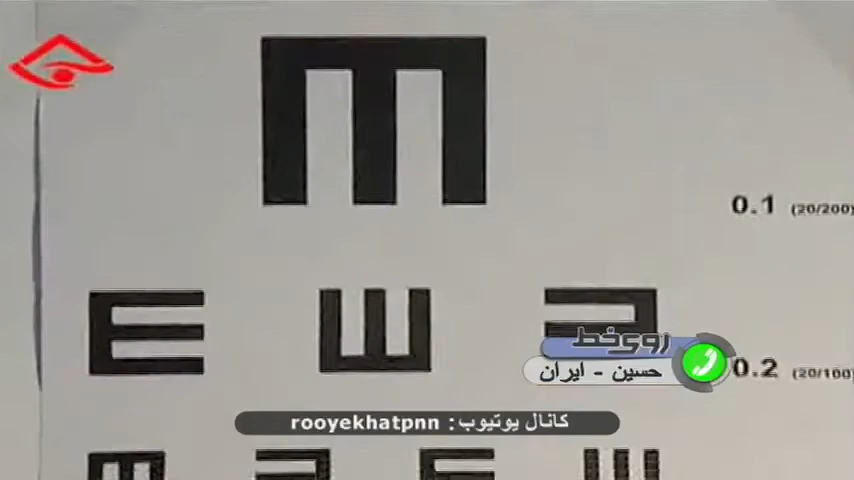 0.1 (20/200)
روی خط
حسین - ایران
0.2 (20/100)
کانال یوتیوب: rooyekhatpnn